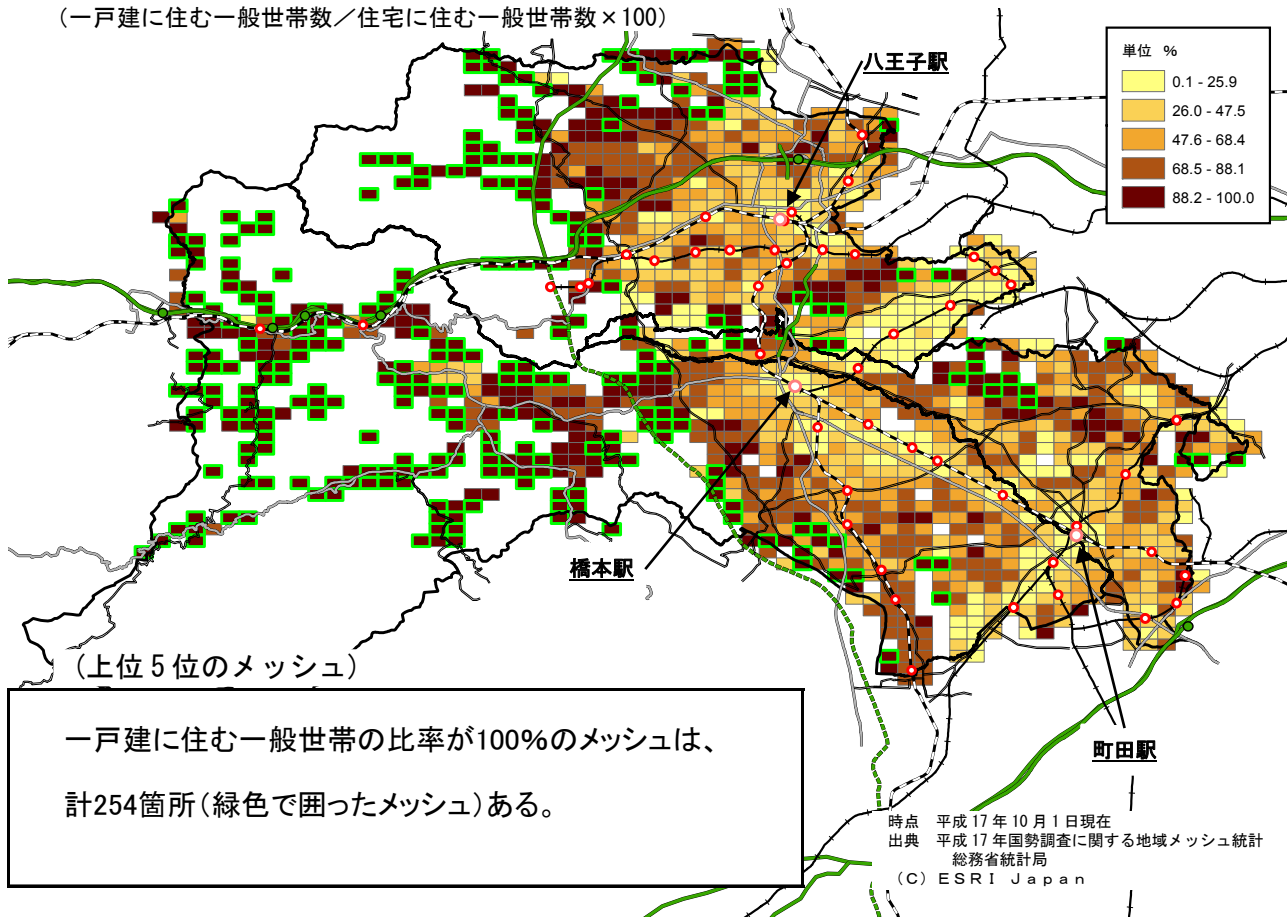 (一戸建に住む一般世帯数／住宅に住む一般世帯数×100)
八王子駅
単位 %
0.1 - 25.9
26.0 - 47.5
47.6 - 68.4
68.5 - 88.1
88.2 - 100.0
橋本駅
(上位５位のメッシュ)
一戸建に住む一般世帯の比率が100%のメッシュは、
計254箇所(緑色で囲ったメッシュ)ある。
町田駅
時点 平成17年10月1日現在
出典 平成17年国勢調査に関する地域メッシュ統計
総務省統計局
(C) ＥＳＲＩ Ｊａｐａｎ